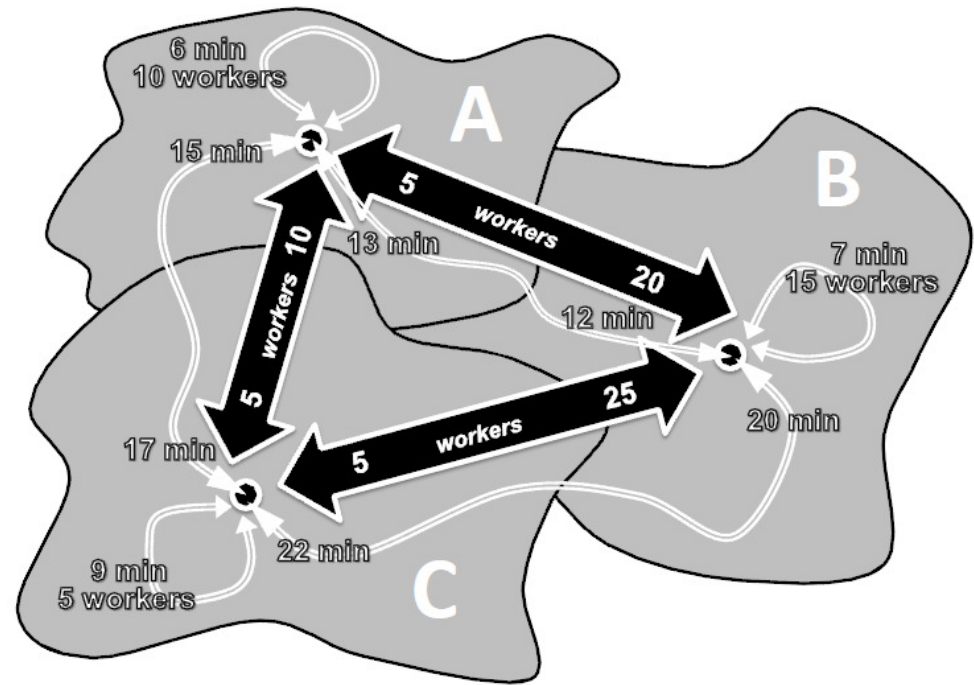 6 min
10 workers
A
15 min
5
workers
20
B
13 min
10
workers
5
7 min
15 workers
12 min
25
workers
5
20 min
17 min
22 min
9 min
5 workers
C